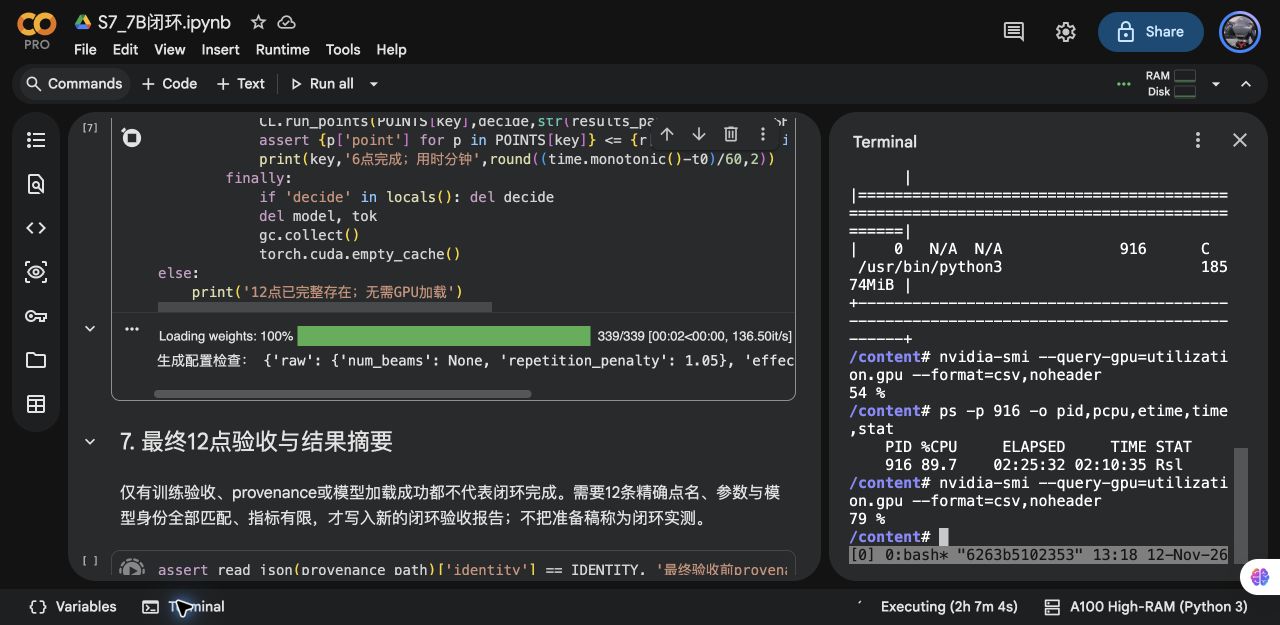 CO
PRO
S7_7B闭环.ipynb
File Edit View Insert Runtime Tools Help
Share
Commands + Code + Text Run all
RAM
Disk
[7]
CL.run_points(POINTS[key],decide,str(results_pa
assert {p['point'] for p in POINTS[key]} <= {r
print(key,'6点完成；用时分钟',round((time.monotonic()-t0)/60,2))
finally:
if 'decide' in locals(): del decide
del model, tok
gc.collect()
torch.cuda.empty_cache()
else:
print('12点已完整存在；无需GPU加载')
Loading weights: 100% 339/339 [00:02<00:00, 136.50it/s]
生成配置检查： {'raw': {'num_beams': None, 'repetition_penalty': 1.05}, 'effec
7. 最终12点验收与结果摘要
仅有训练验收、provenance或模型加载成功都不代表闭环完成。需要12条精确点名、参数与模
型身份全部匹配、指标有限，才写入新的闭环验收报告；不把准备稿称为闭环实测。
[ ]
assert read_json(provenance_path)['identity'] == IDENTITY, '最终验收前prove
Terminal
|
|==========================================
==========================================
======|
| 0 N/A N/A 916 C
/usr/bin/python3 185
74MiB |
+------------------------------------------
------------------------------------------
------+
/content# nvidia-smi --query-gpu=utilizati
on.gpu --format=csv,noheader
54 %
/content# ps -p 916 -o pid,pcpu,etime,time
,stat
PID %CPU ELAPSED TIME STAT
916 89.7 02:25:32 02:10:35 Rsl
/content# nvidia-smi --query-gpu=utilizati
on.gpu --format=csv,noheader
79 %
/content#
[0] 0:bash* "6263b5102353" 13:18 12-Nov-26
Variables Terminal Executing (2h 7m 4s) A100 High-RAM (Python 3)